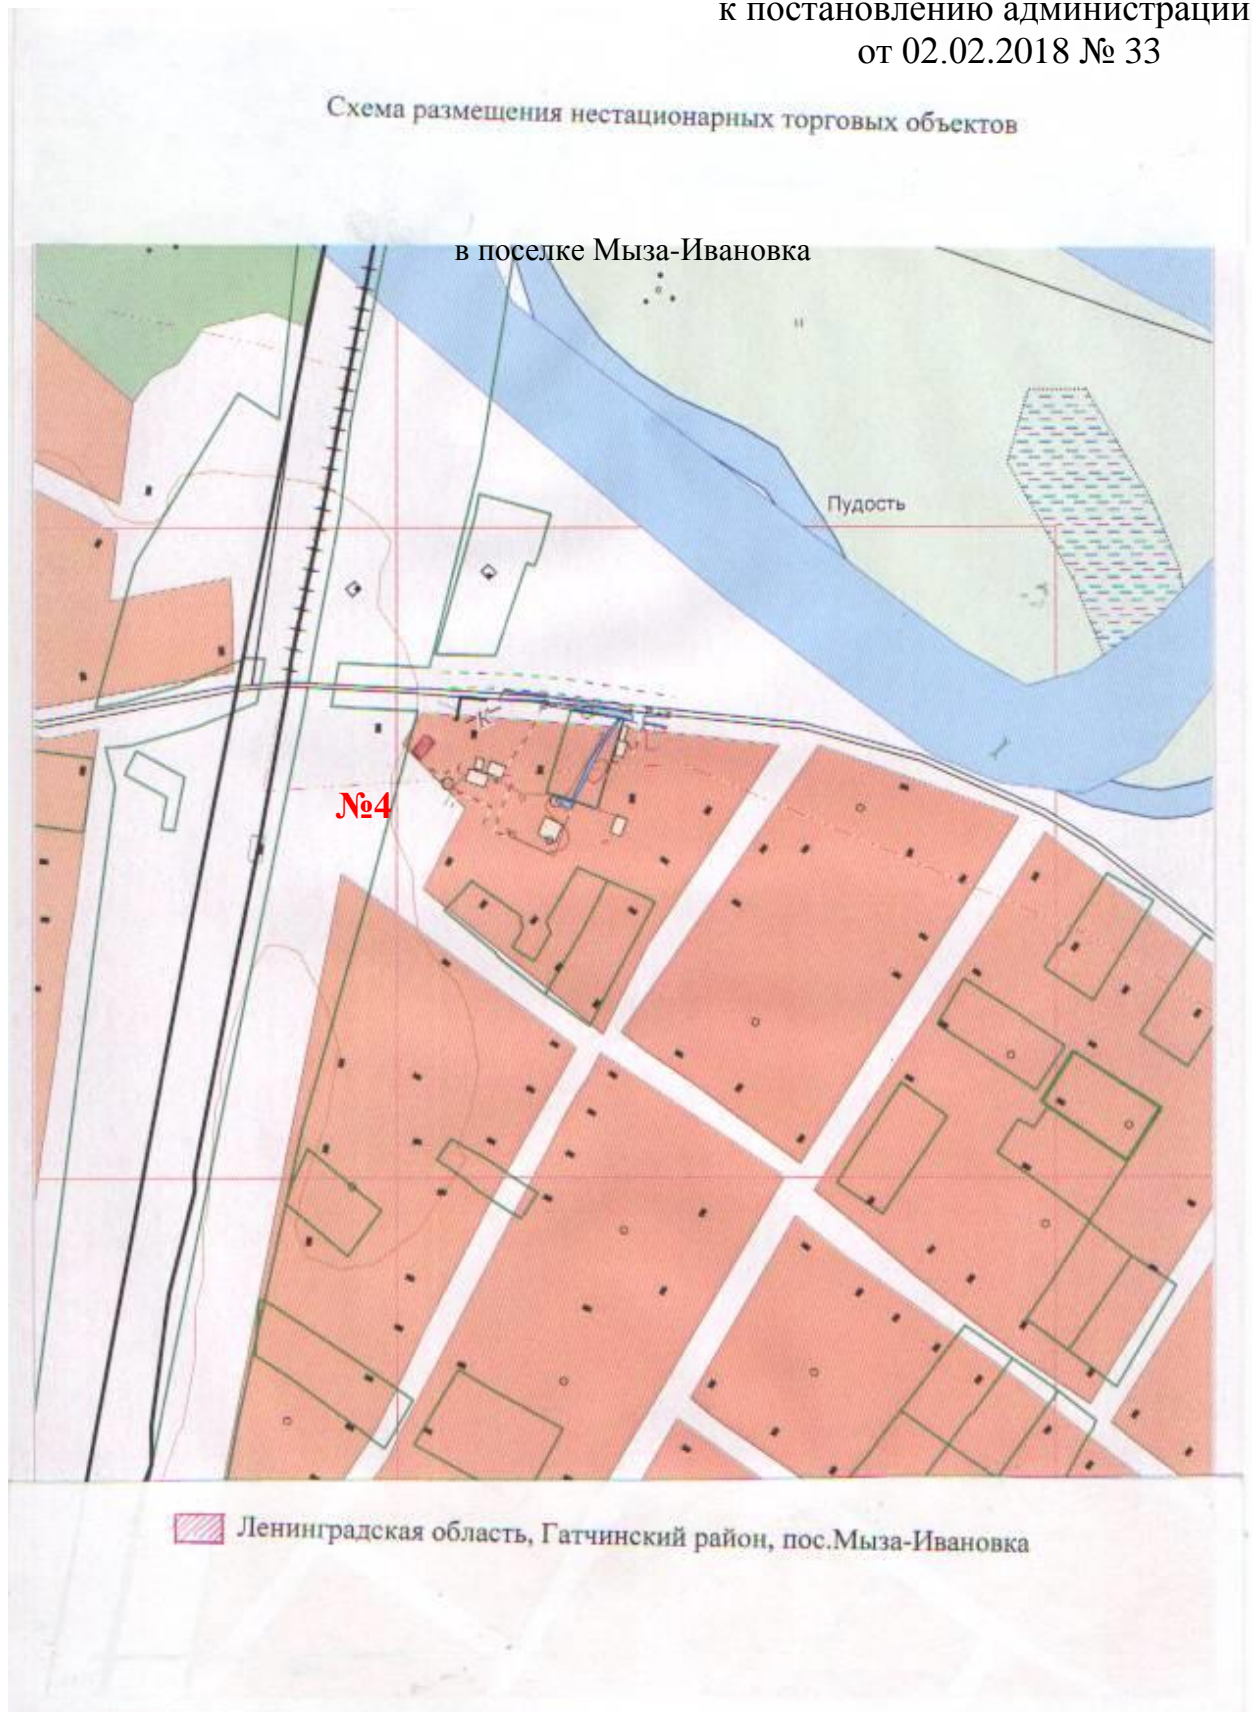 к постановлению администрации
от 02.02.2018 № 33
Схема размещения нестационарных торговых объектов
в поселке Мыза-Ивановка
Пудость
К
№4
Ленинградская область, Гатчинский район, пос.Мыза-Ивановка